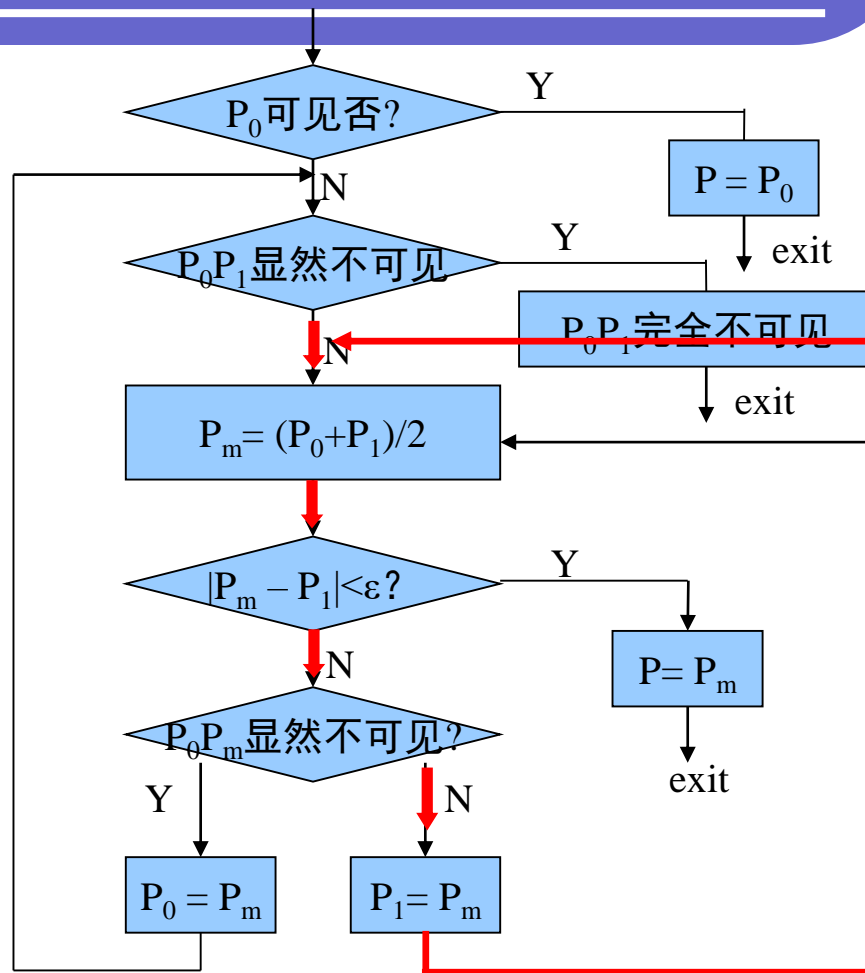 P₀可见否?
Y
P = P₀
N
exit
P₀P₁显然不可见
Y
P₀P₁完全不可见
N
exit
Pₘ= (P₀+P₁)/2
|Pₘ – P₁|<ε?
Y
N
P= Pₘ
exit
P₀Pₘ显然不可见?
Y
N
P₀ = Pₘ
P₁= Pₘ